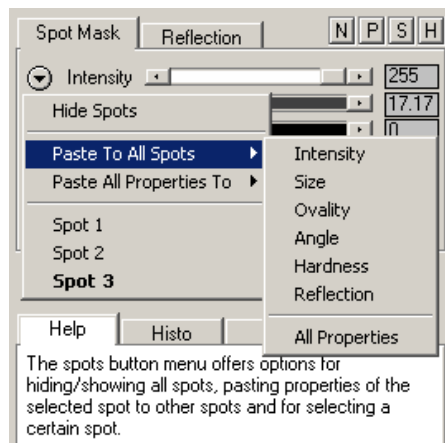 Spot Mask Reflection N P S H
Intensity 255
Hide Spots 17.17
0
Paste To All Spots Intensity
Paste All Properties To Size
Ovality
Spot 1 Angle
Spot 2 Hardness
Spot 3 Reflection
All Properties
Help Histo
The spots button menu offers options for
hiding/showing all spots, pasting properties of the
selected spot to other spots and for selecting a
certain spot.